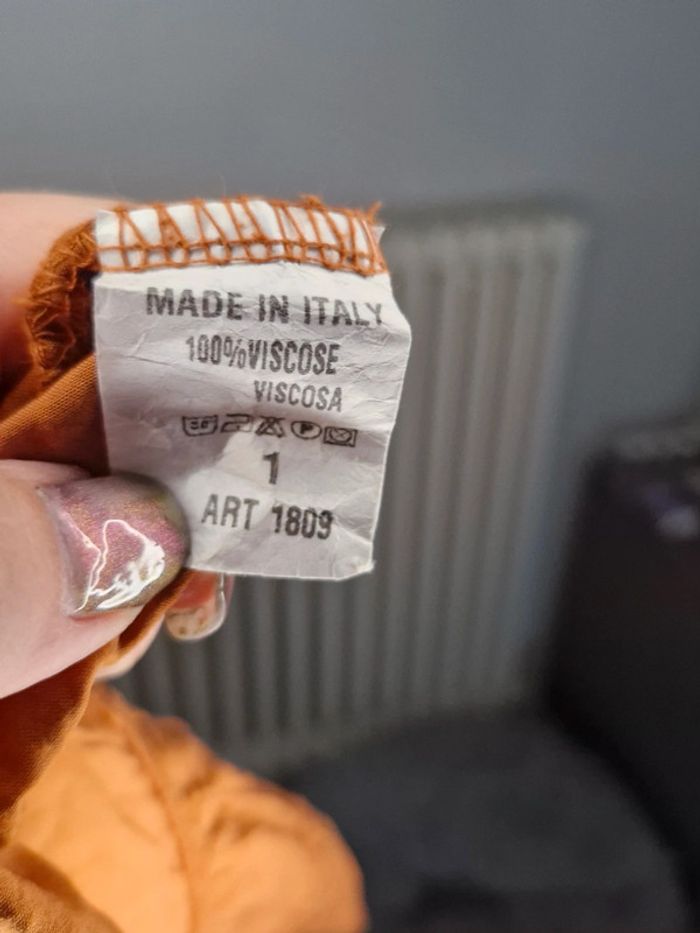 MADE IN ITALY
100%VISCOSE
VISCOSA
P
1
ART 1809